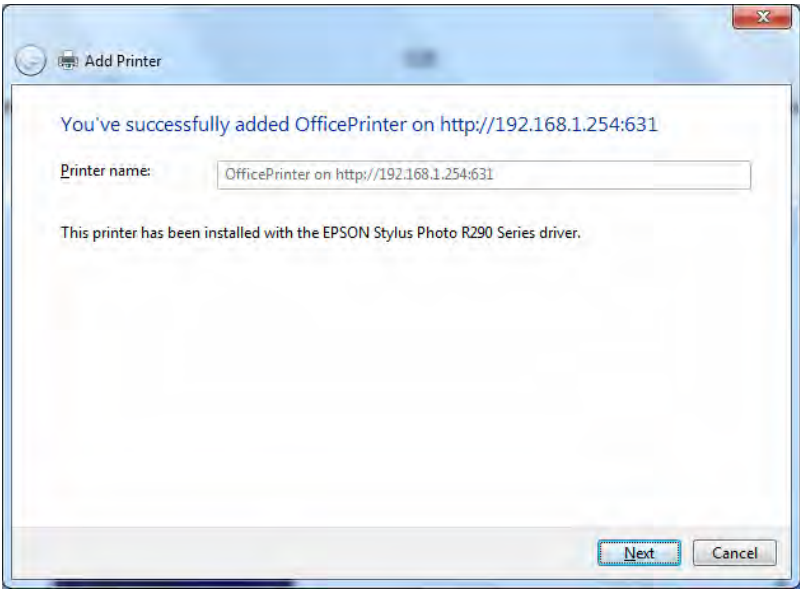 Add Printer
You've successfully added OfficePrinter on http://192.168.1.254:631
Printer name:
OfficePrinter on http://192.168.1.254:631
This printer has been installed with the EPSON Stylus Photo R290 Series driver.
Next
Cancel